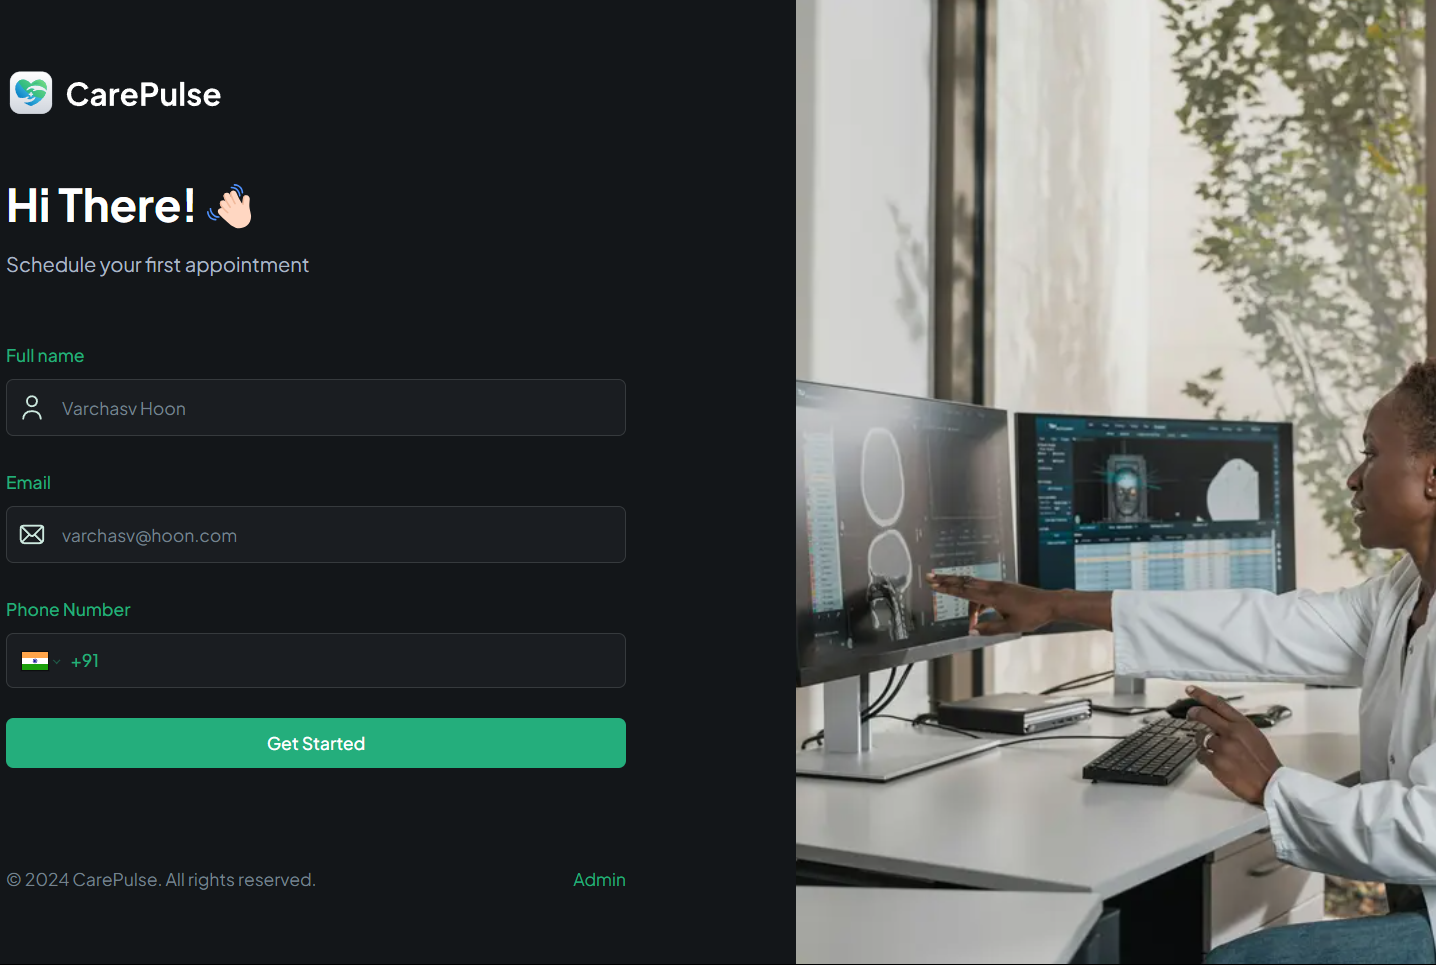 CarePulse
Hi There! 👋
Schedule your first appointment
Full name
Varchasv Hoon
Email
varchasv@hoon.com
Phone Number
+91
Get Started
© 2024 CarePulse. All rights reserved.
Admin